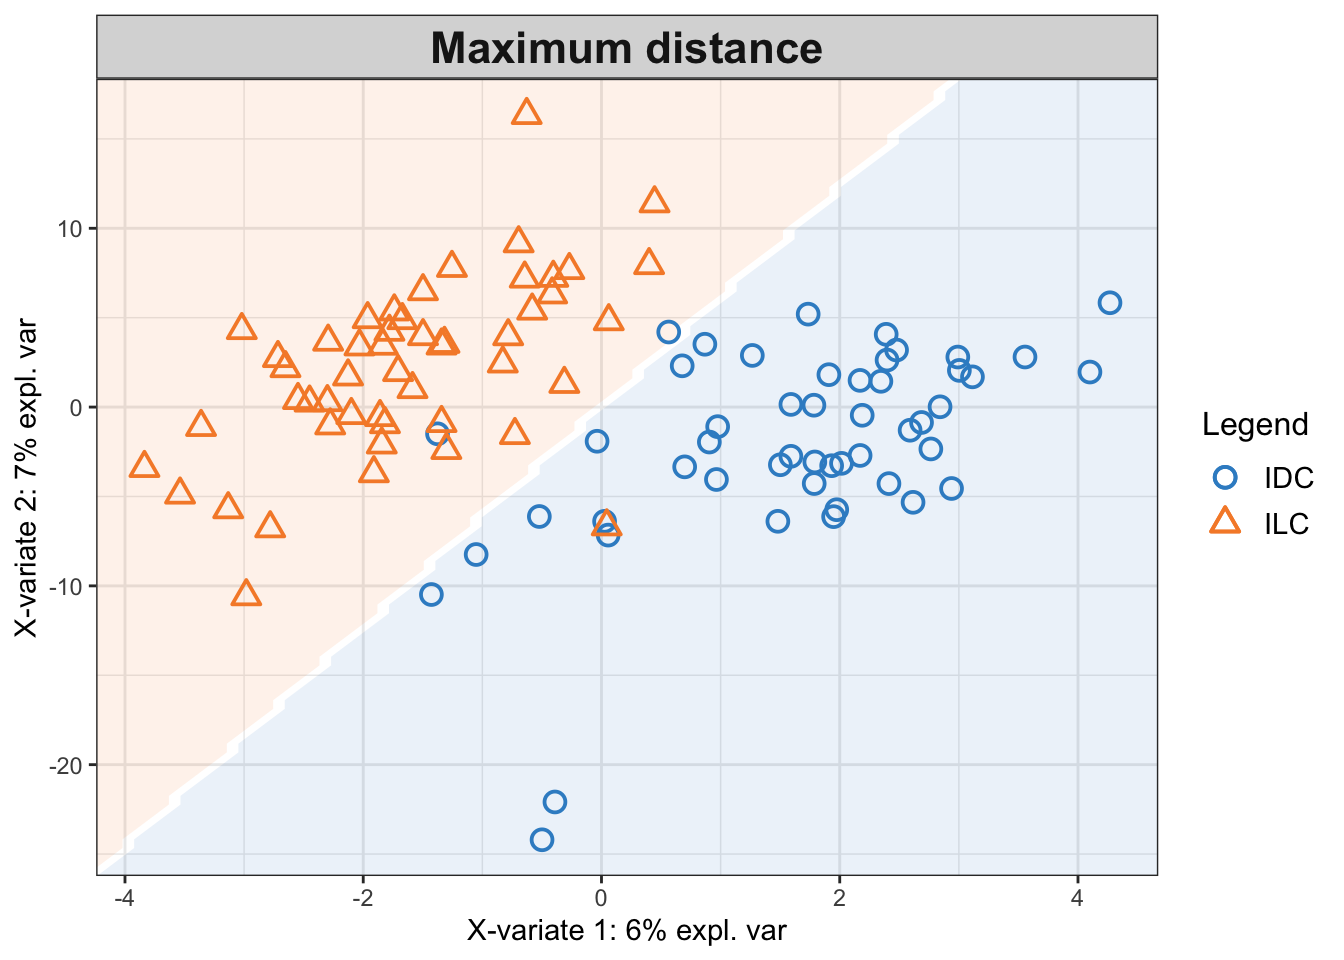 Maximum distance
X-variate 2: 7% expl. var
10
0
-10
-20
-4
-2
0
2
4
X-variate 1: 6% expl. var
Legend
IDC
ILC